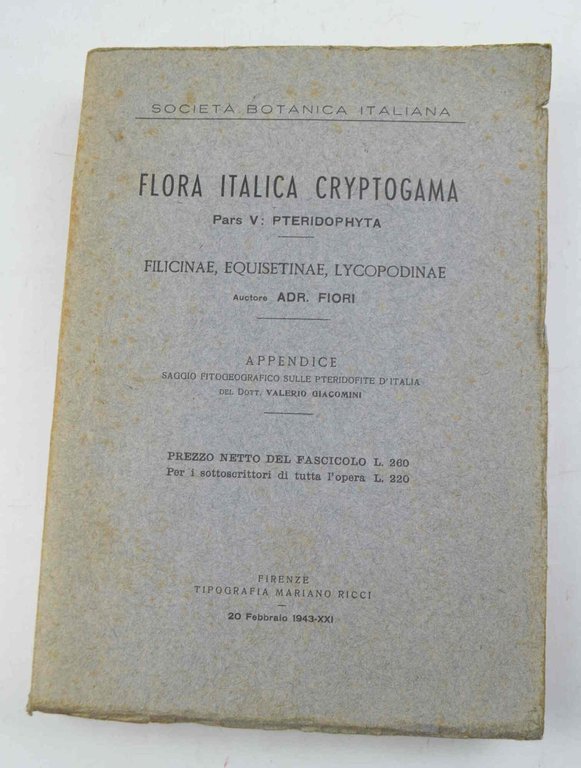 SOCIETÀ BOTANICA ITALIANA
FLORA ITALICA CRYPTOGAMA
Pars V: PTERIDOPHYTA
FILICINAE, EQUISETINAE, LYCOPODINAE
Auctore ADR. FIORI
APPENDICE
SAGGIO FITOGEOGRAFICO SULLE PTERIDOFITE D'ITALIA
DEL DOTT. VALERIO GIACOMINI
PREZZO NETTO DEL FASCICOLO L. 260
Per i sottoscrittori di tutta l'opera L. 220
FIRENZE
TIPOGRAFIA MARIANO RICCI
20 Febbraio 1943-XXI